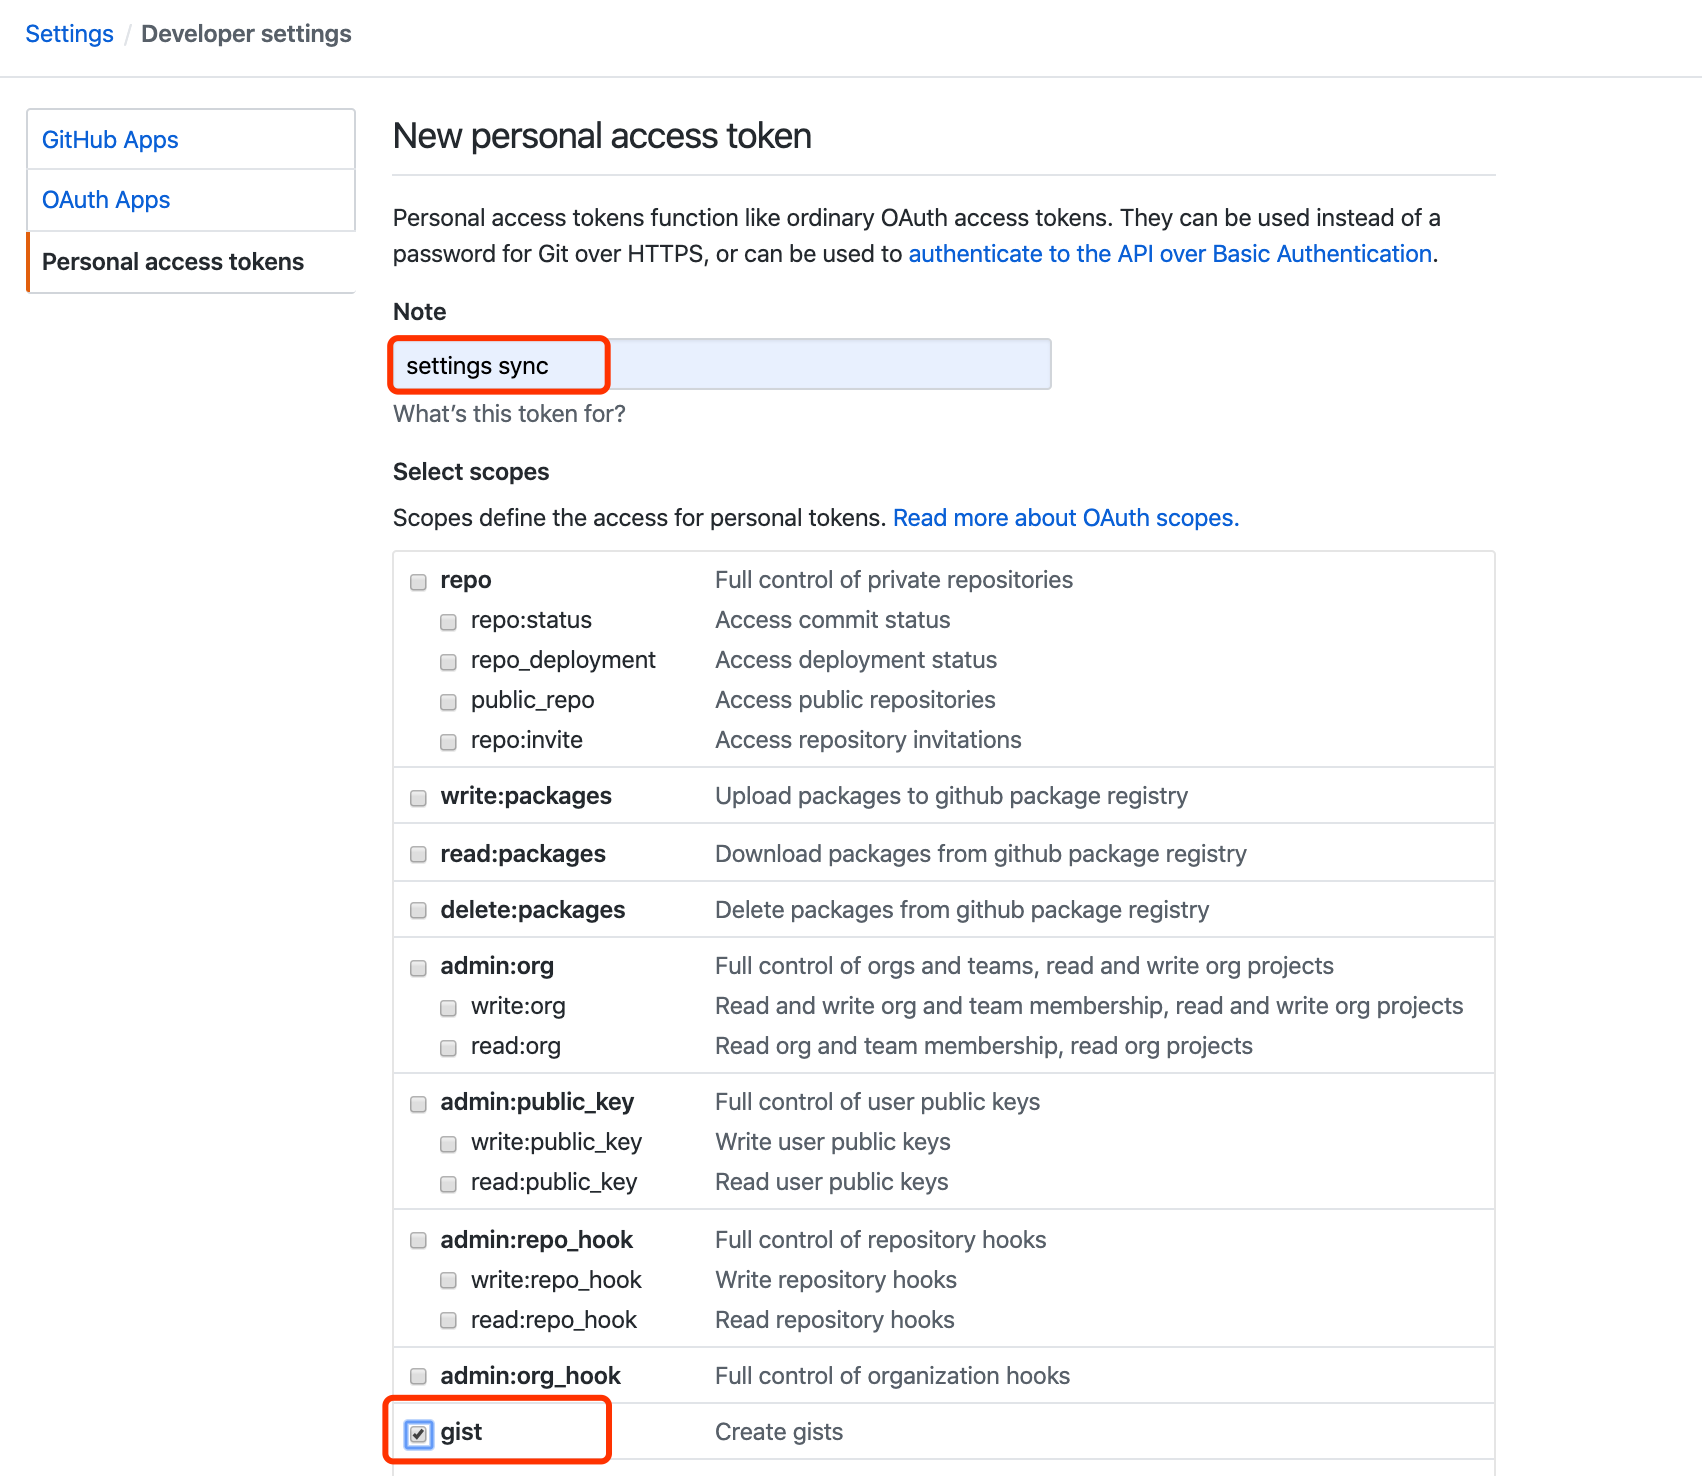 Settings / Developer settings
GitHub Apps
OAuth Apps
Personal access tokens
New personal access token
Personal access tokens function like ordinary OAuth access tokens. They can be used instead of a
password for Git over HTTPS, or can be used to authenticate to the API over Basic Authentication.
Note
settings sync
What's this token for?
Select scopes
Scopes define the access for personal tokens. Read more about OAuth scopes.
repo Full control of private repositories
repo:status Access commit status
repo_deployment Access deployment status
public_repo Access public repositories
repo:invite Access repository invitations
write:packages Upload packages to github package registry
read:packages Download packages from github package registry
delete:packages Delete packages from github package registry
admin:org Full control of orgs and teams, read and write org projects
write:org Read and write org and team membership, read and write org projects
read:org Read org and team membership, read org projects
admin:public_key Full control of user public keys
write:public_key Write user public keys
read:public_key Read user public keys
admin:repo_hook Full control of repository hooks
write:repo_hook Write repository hooks
read:repo_hook Read repository hooks
admin:org_hook Full control of organization hooks
gist Create gists